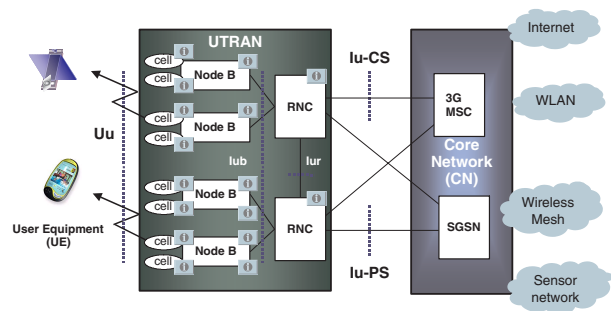 Internet
UTRAN
Iu-CS
cell
cell
Node B
3G
MSC
WLAN
RNC
cell
cell
Node B
Uu
Iub
Iur
Core
Network
(CN)
cell
cell
Node B
RNC
SGSN
Wireless
Mesh
User Equipment
(UE)
cell
cell
Node B
Iu-PS
Sensor
network
i
i
i
i
i
i
i
i
i
i
i
i
i
i